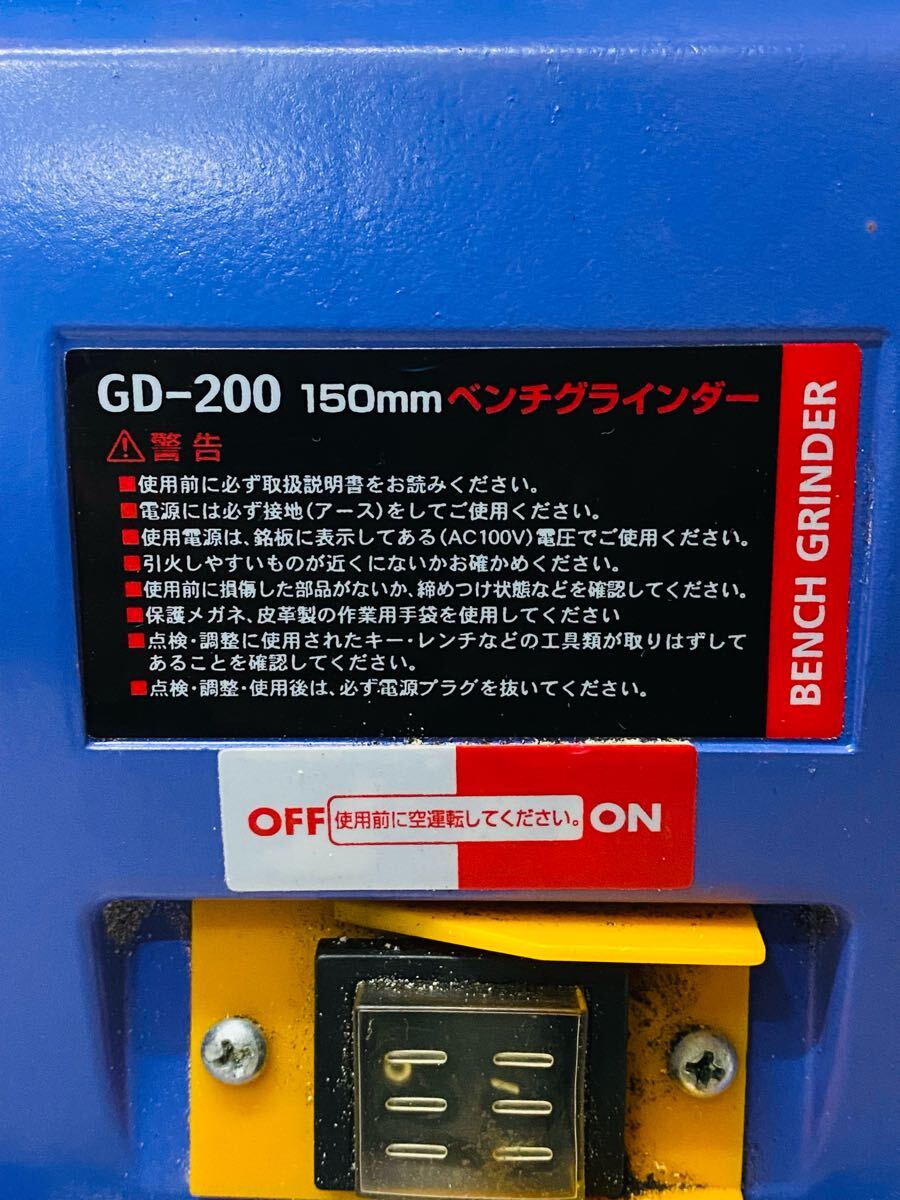 GD-200 150mm ベンチグラインダー
⚠警告
■使用前に必ず取扱説明書をお読みください。
■電源には必ず接地(アース)をしてご使用ください。
■使用電源は、銘板に表示してある(AC100V)電圧でご使用ください。
■引火しやすいものが近くにないかお確かめください。
■使用前に損傷した部品がないか、締めつけ状態などを確認してください。
■保護メガネ、皮革製の作業用手袋を使用してください
■点検・調整に使用されたキー・レンチなどの工具類が取りはずして
あることを確認してください。
■点検・調整・使用後は、必ず電源プラグを抜いてください。
BENCH GRINDER
OFF 使用前に空運転してください。 ON